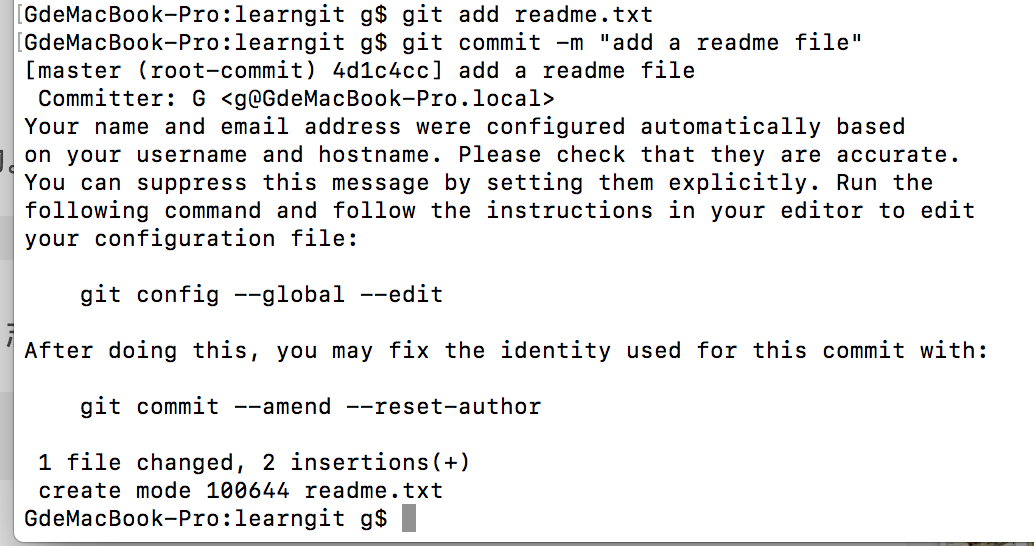 [GdeMacBook-Pro:learngit g$ git add readme.txt
[GdeMacBook-Pro:learngit g$ git commit -m "add a readme file"
[master (root-commit) 4d1c4cc] add a readme file
 Committer: G <g@GdeMacBook-Pro.local>
Your name and email address were configured automatically based
on your username and hostname. Please check that they are accurate.
You can suppress this message by setting them explicitly. Run the
following command and follow the instructions in your editor to edit
your configuration file:

    git config --global --edit

After doing this, you may fix the identity used for this commit with:

    git commit --amend --reset-author

 1 file changed, 2 insertions(+)
 create mode 100644 readme.txt
GdeMacBook-Pro:learngit g$